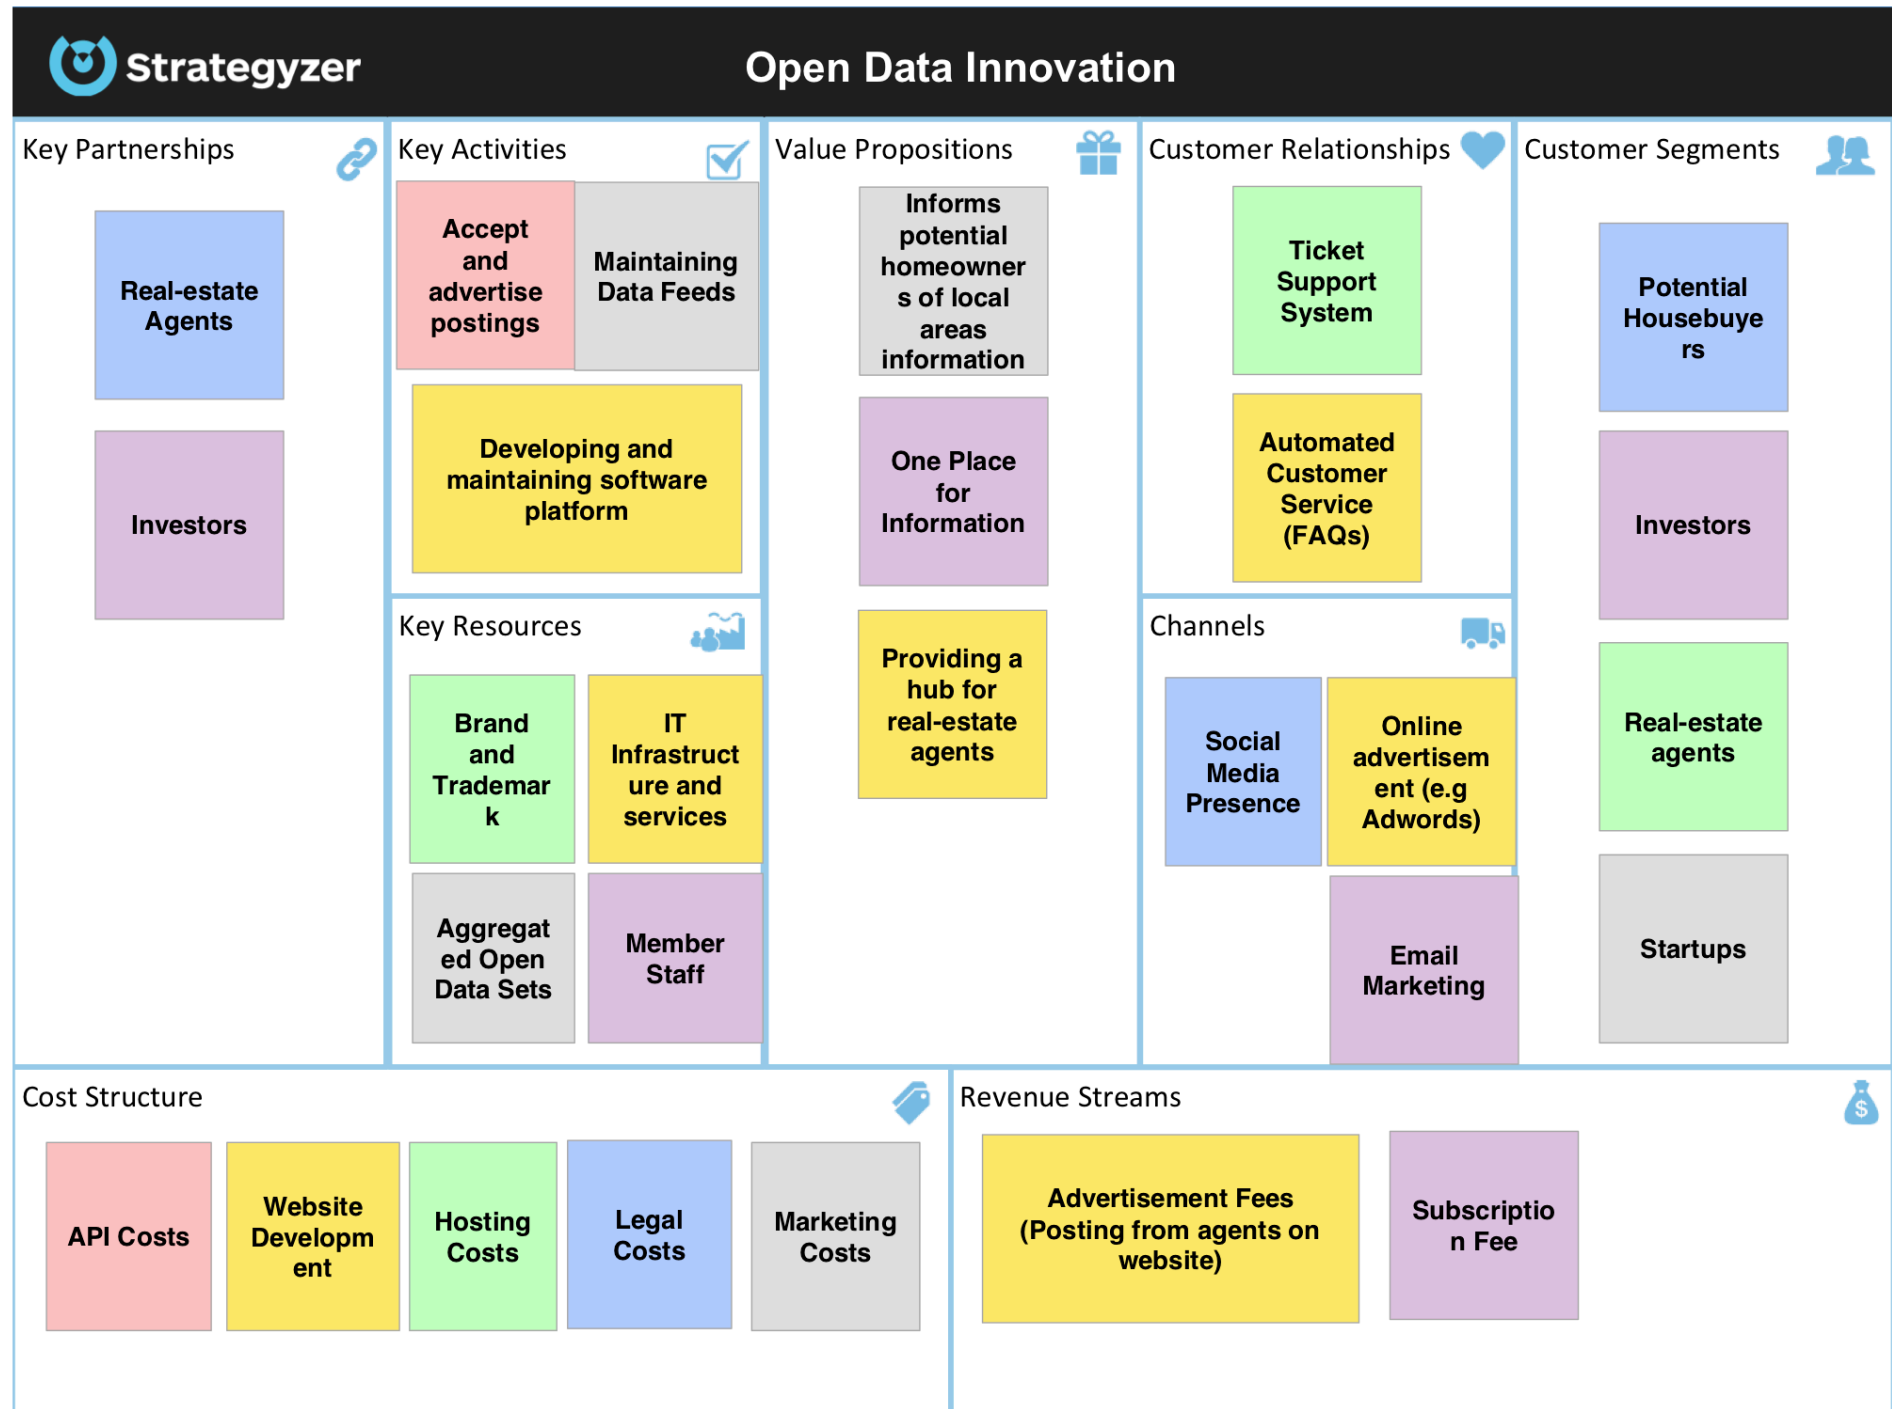 Strategyzer
Open Data Innovation
Key Partnerships
Real-estate
Agents
Investors
Key Activities
Accept
and
advertise
postings
Maintaining
Data Feeds
Developing and
maintaining software
platform
Key Resources
Brand
and
Tradema
k
IT
Infrastruct
ure and
services
Aggregat
ed Open
Data Sets
Member
Staff
Value Propositions
Informs
potential
homeowner
s of local
areas
information
One Place
for
Information
Providing a
hub for
real-estate
agents
Customer Relationships
Ticket
Support
System
Automated
Customer
Service
(FAQs)
Channels
Social
Media
Presence
Online
advertisem
ent (e.g
Adwords)
Email
Marketing
Customer Segments
Potential
Housebuye
rs
Investors
Real-estate
agents
Startups
Cost Structure
API Costs
Website
Developm
ent
Hosting
Costs
Legal
Costs
Marketing
Costs
Revenue Streams
$
Advertisement Fees
(Posting from agents on
website)
Subscriptio
n Fee